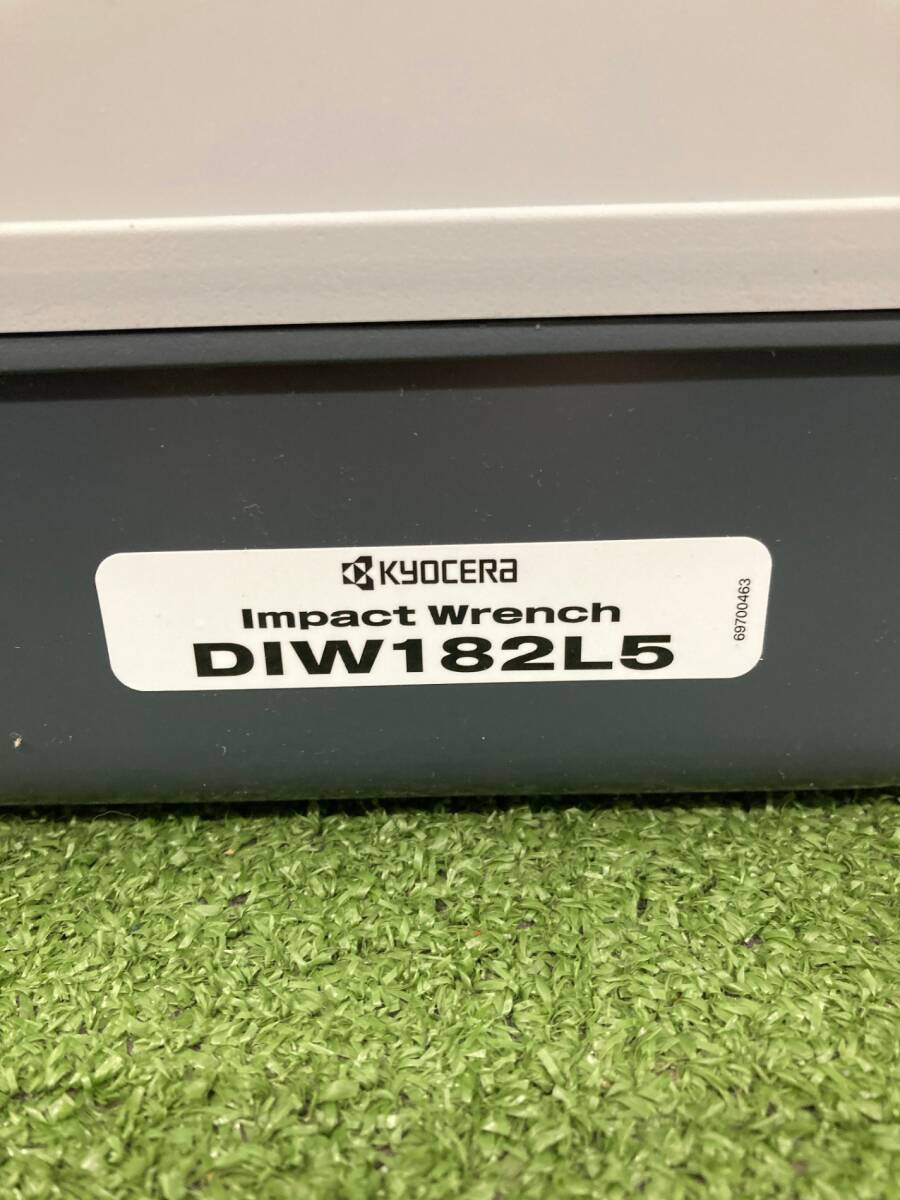 KYOCERA
Impact Wrench
DIW182L5
69700463